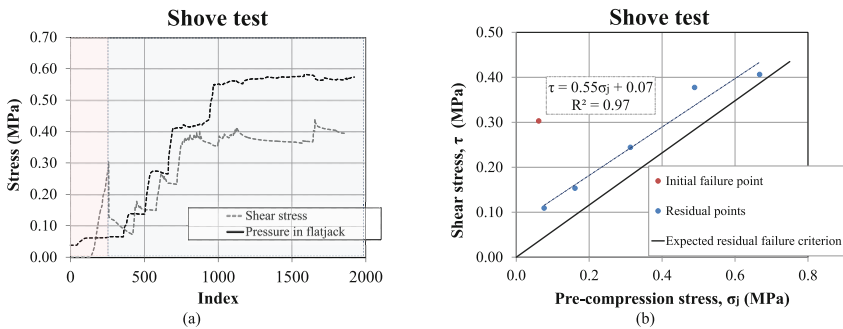 (a)
Shove test
0.70
0.60
0.50
0.40
0.30
0.20
0.10
0.00
Stress (MPa)
Shear stress
Pressure in flatjack
0
500
1000
1500
2000
Index
(a)
(b)
Shove test
0.50
0.40
0.30
0.20
0.10
0.00
Shear stress, τ (MPa)
τ = 0.55σj + 0.07
R² = 0.97
Initial failure point
Residual points
Expected residual failure criterion
0.0
0.2
0.4
0.6
0.8
Pre-compression stress, σj (MPa)
(b)